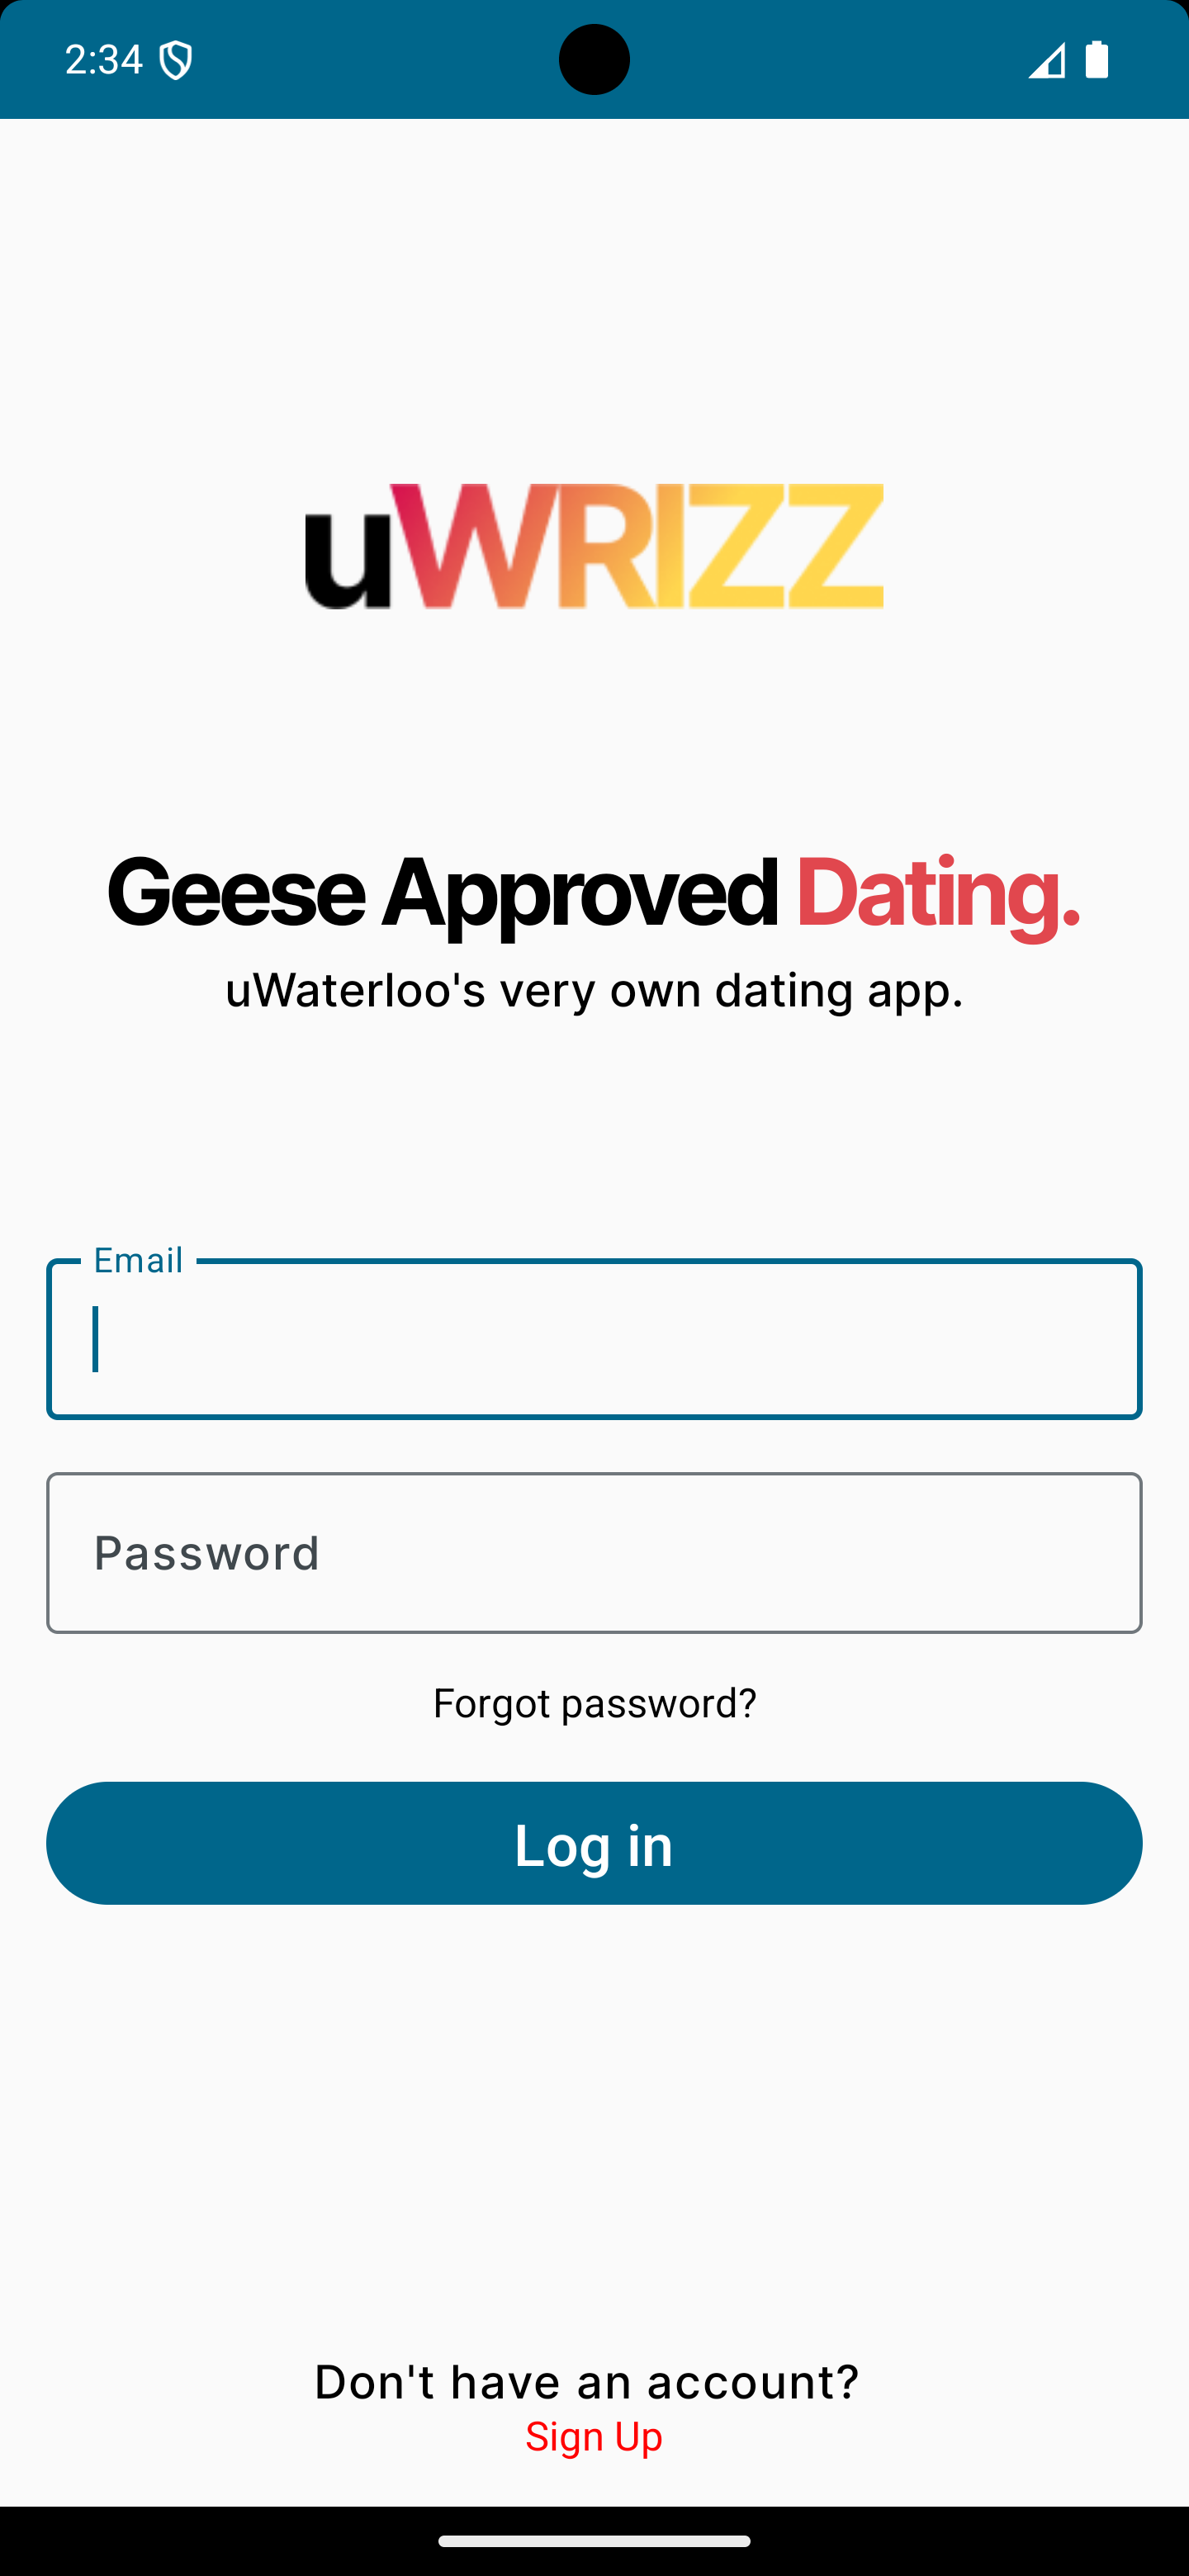 2:34
uWRIZZ
Geese Approved Dating.
uWaterloo's very own dating app.
Email
Password
Forgot password?
Log in
Don't have an account?
Sign Up